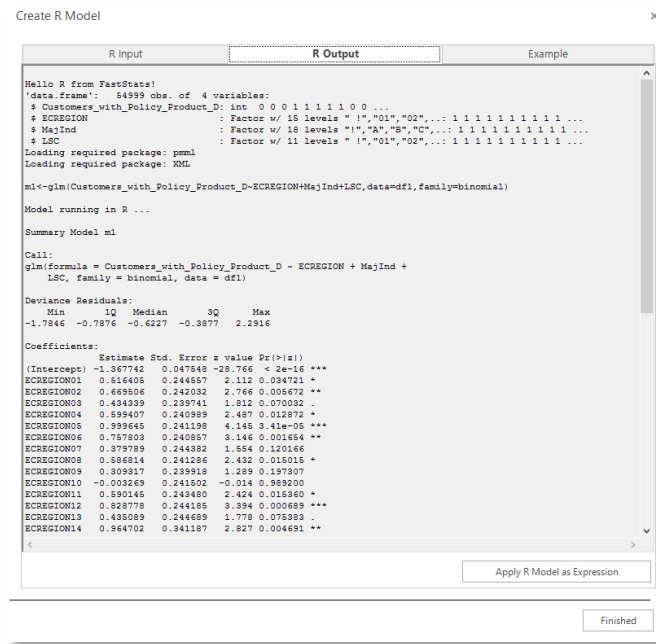 Create R Model
R Input
R Output
Example
Hello R from FastStats!
'data.frame':   54999 obs. of  4 variables:
 $ Customers_with_Policy_Product_D: int  0 0 0 1 1 1 1 1 0 0 ...
 $ ECREGION                       : Factor w/ 15 levels " !","01","02",..: 1 1 1 1 1 1 1 1 1 1 ...
 $ MajInd                         : Factor w/ 18 levels "!","A","B","C",..: 1 1 1 1 1 1 1 1 1 1 ...
 $ LSC                            : Factor w/ 11 levels " !","01","02",..: 1 1 1 1 1 1 1 1 1 1 ...
Loading required package: pmml
Loading required package: XML
m1<-glm(Customers_with_Policy_Product_D~ECREGION+MajInd+LSC,data=df1,family=binomial)
Model running in R ...
Summary Model m1
Call:
glm(formula = Customers_with_Policy_Product_D ~ ECREGION + MajInd +
    LSC, family = binomial, data = df1)
Deviance Residuals:
    Min       1Q   Median       3Q      Max
-1.7846  -0.7876  -0.6227  -0.3877   2.2916
Coefficients:
             Estimate Std. Error z value Pr(>|z|)
(Intercept) -1.367742   0.047548 -28.766  < 2e-16 ***
ECREGION01   0.516405   0.244557   2.112 0.034721 *
ECREGION02   0.669506   0.242032   2.766 0.005672 **
ECREGION03   0.434339   0.239741   1.812 0.070032 .
ECREGION04   0.599407   0.240989   2.487 0.012872 *
ECREGION05   0.999645   0.241198   4.145 3.41e-05 ***
ECREGION06   0.757803   0.240857   3.146 0.001654 **
ECREGION07   0.379789   0.244382   1.554 0.120166
ECREGION08   0.586814   0.241286   2.432 0.015015 *
ECREGION09   0.309317   0.239918   1.289 0.197307
ECREGION10  -0.003269   0.241502  -0.014 0.989200
ECREGION11   0.590145   0.243480   2.424 0.015360 *
ECREGION12   0.828778   0.244185   3.394 0.000689 ***
ECREGION13   0.435089   0.244689   1.778 0.075383 .
ECREGION14   0.964702   0.341187   2.827 0.004691 **
Apply R Model as Expression
Finished